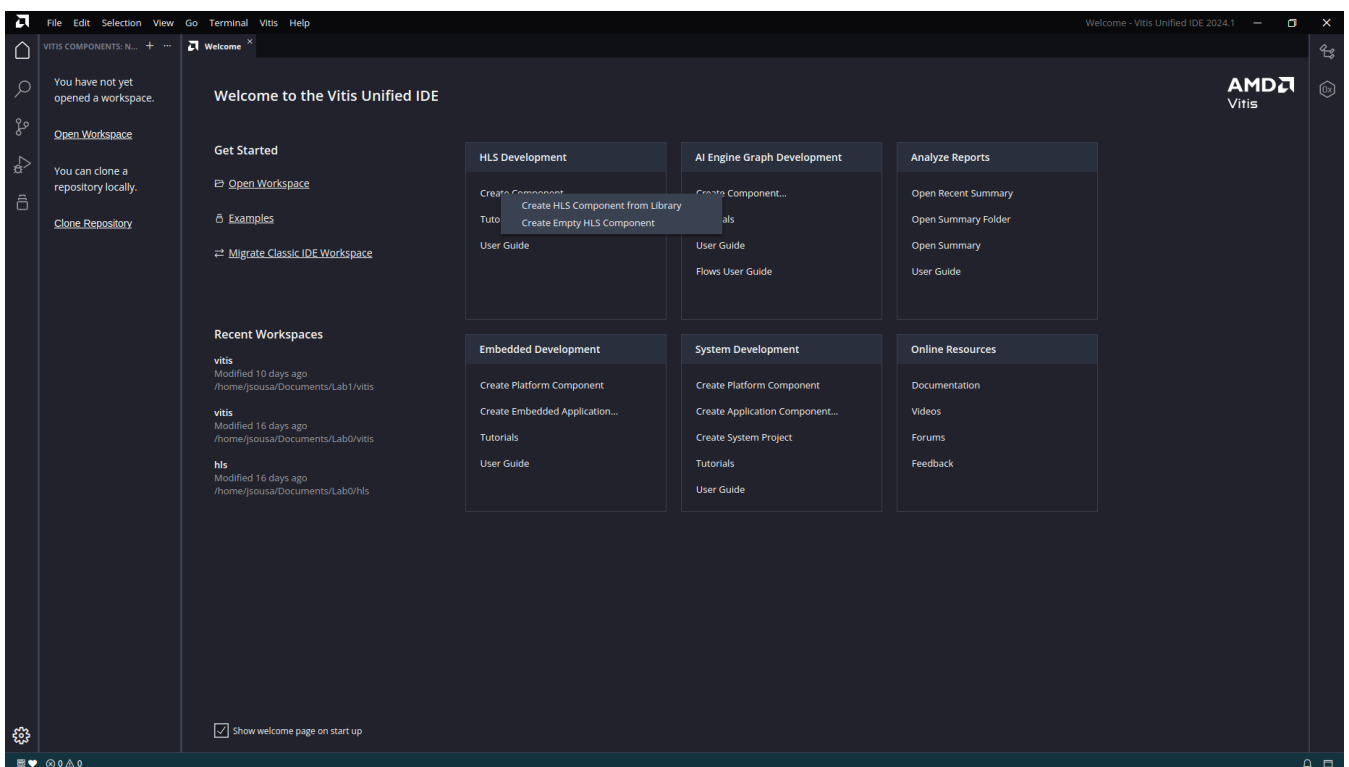 File Edit Selection View Go Terminal Vitis Help
Welcome - Vitis Unified IDE 2024.1
VITIS COMPONENTS: N...
Welcome
You have not yet
opened a workspace.
Open Workspace
You can clone a
repository locally.
Clone Repository
Welcome to the Vitis Unified IDE
AMD
Vitis
Get Started
Open Workspace
Examples
Migrate Classic IDE Workspace
Recent Workspaces
vitis
Modified 10 days ago
/home/jsousa/Documents/Lab1/vitis
vitis
Modified 16 days ago
/home/jsousa/Documents/Lab0/vitis
hls
Modified 16 days ago
/home/jsousa/Documents/Lab0/hls
HLS Development
Create Component
Create HLS Component from Library
Create Empty HLS Component
Tuto
User Guide
AI Engine Graph Development
Create Component...
als
User Guide
Flows User Guide
Analyze Reports
Open Recent Summary
Open Summary Folder
Open Summary
User Guide
Embedded Development
Create Platform Component
Create Embedded Application...
Tutorials
User Guide
System Development
Create Platform Component
Create Application Component...
Create System Project
Tutorials
User Guide
Online Resources
Documentation
Videos
Forums
Feedback
Show welcome page on start up
0 0